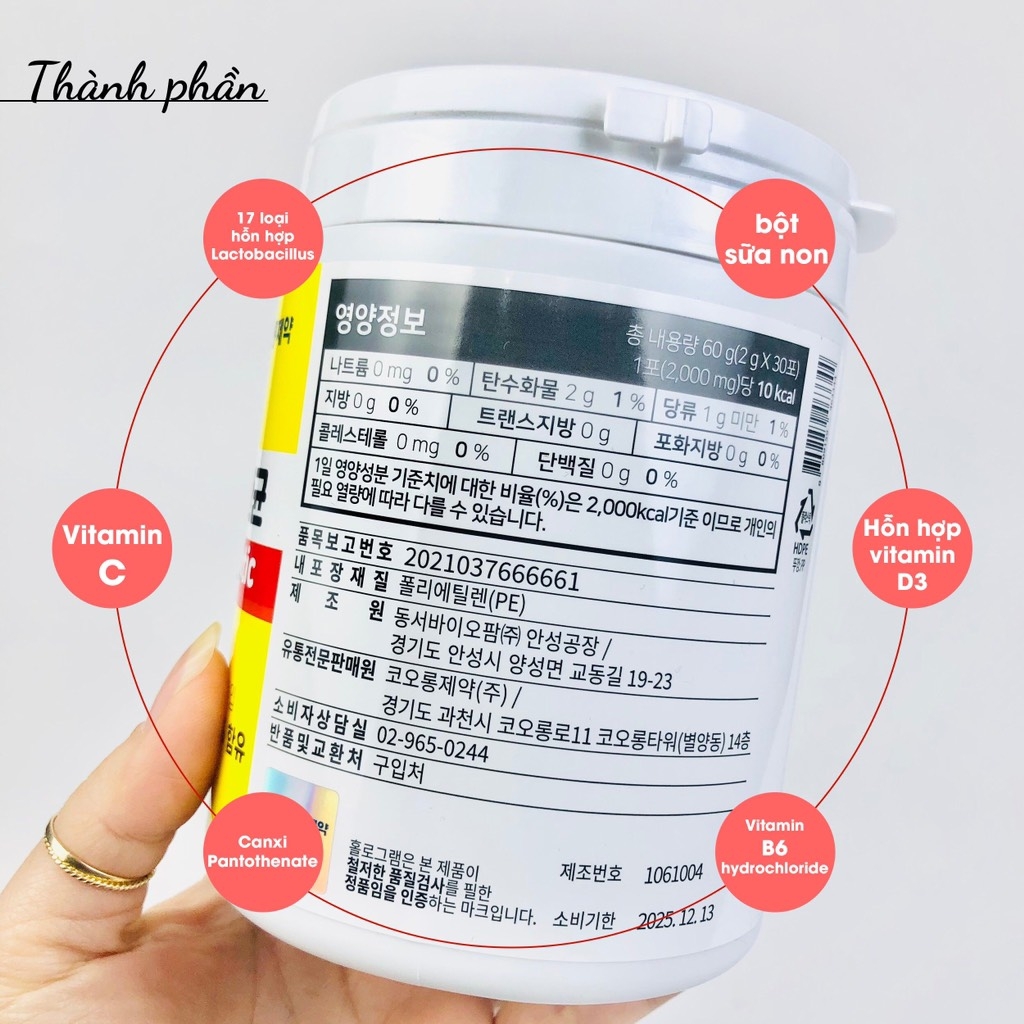 Thành phần
17 loại
hỗn hợp
Lactobacillus
bột
sữa non
Vitamin
C
Hỗn hợp
vitamin
D3
Canxi
Pantothenate
Vitamin
B6
hydrochloride
영양정보
총 내용량 60 g(2 g X 30포)
1포(2,000 mg)당 10 kcal
나트륨 0 mg 0 % 탄수화물 2 g 1 % 당류 1 g 미만 1 %
지방 0 g 0 % 트랜스지방 0 g 포화지방 0 g 0 %
콜레스테롤 0 mg 0 % 단백질 0 g 0 %
1일 영양성분 기준치에 대한 비율(%)은 2,000kcal기준 이므로 개인의
필요 열량에 따라 다를 수 있습니다.
품목보고번호 2021037666661
내포장재질 폴리에틸렌(PE)
제조원 동서바이오팜㈜ 안성공장 /
경기도 안성시 양성면 교동길 19-23
유통전문판매원 코오롱제약(주) /
경기도 과천시 코오롱로11 코오롱타워(별양동) 14층
소비자상담실 02-965-0244
반품및교환처 구입처
홀로그램은 본 제품이
철저한 품질검사를 필한
정품임을 인증하는 마크입니다.
제조번호 1061004
소비기한 2025. 12. 13
HDPE
제약
균
함유